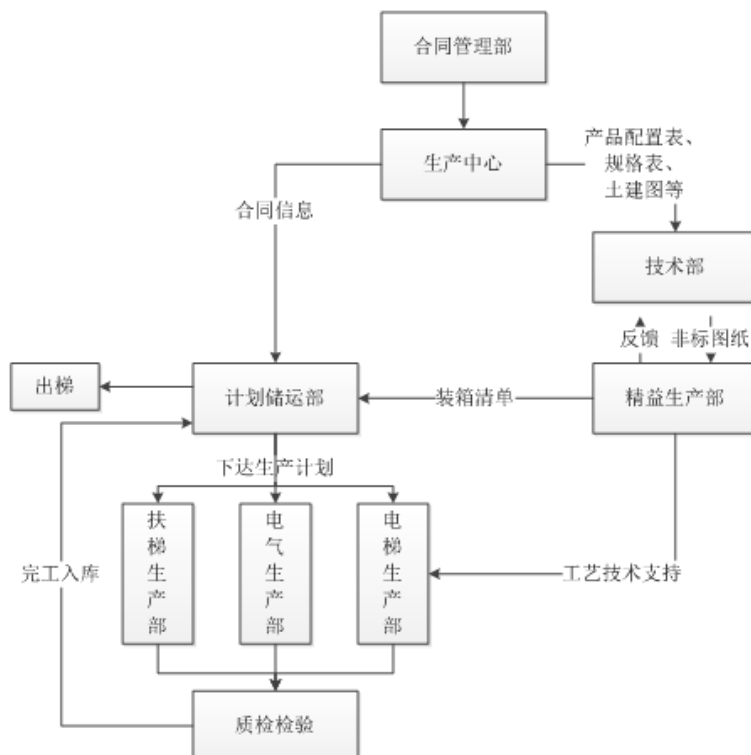 合同管理部
生产中心
产品配置表、
规格表、
土建图等
合同信息
技术部
反馈
非标图纸
出梯
计划储运部
装箱清单
精益生产部
下达生产计划
扶梯生产部
电气生产部
电梯生产部
完工入库
工艺技术支持
质检检验